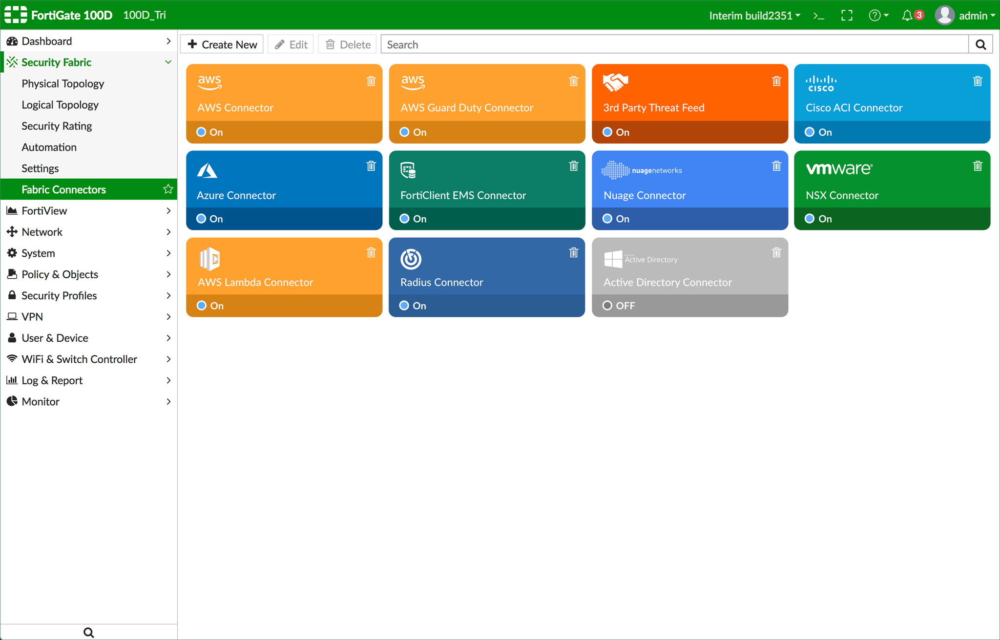 FortiGate 100D 100D_Tri Interim build2351 >_ ? 3 admin
Dashboard
Security Fabric
Physical Topology
Logical Topology
Security Rating
Automation
Settings
Fabric Connectors
FortiView
Network
System
Policy & Objects
Security Profiles
VPN
User & Device
WiFi & Switch Controller
Log & Report
Monitor
+ Create New Edit Delete Search
aws
AWS Connector
On
aws
AWS Guard Duty Connector
On
3rd Party Threat Feed
On
CISCO
Cisco ACI Connector
On
Azure Connector
On
FortiClient EMS Connector
On
nuagenetworks
Nuage Connector
On
vmware®
NSX Connector
On
AWS Lambda Connector
On
Radius Connector
On
Active Directory
Active Directory Connector
OFF